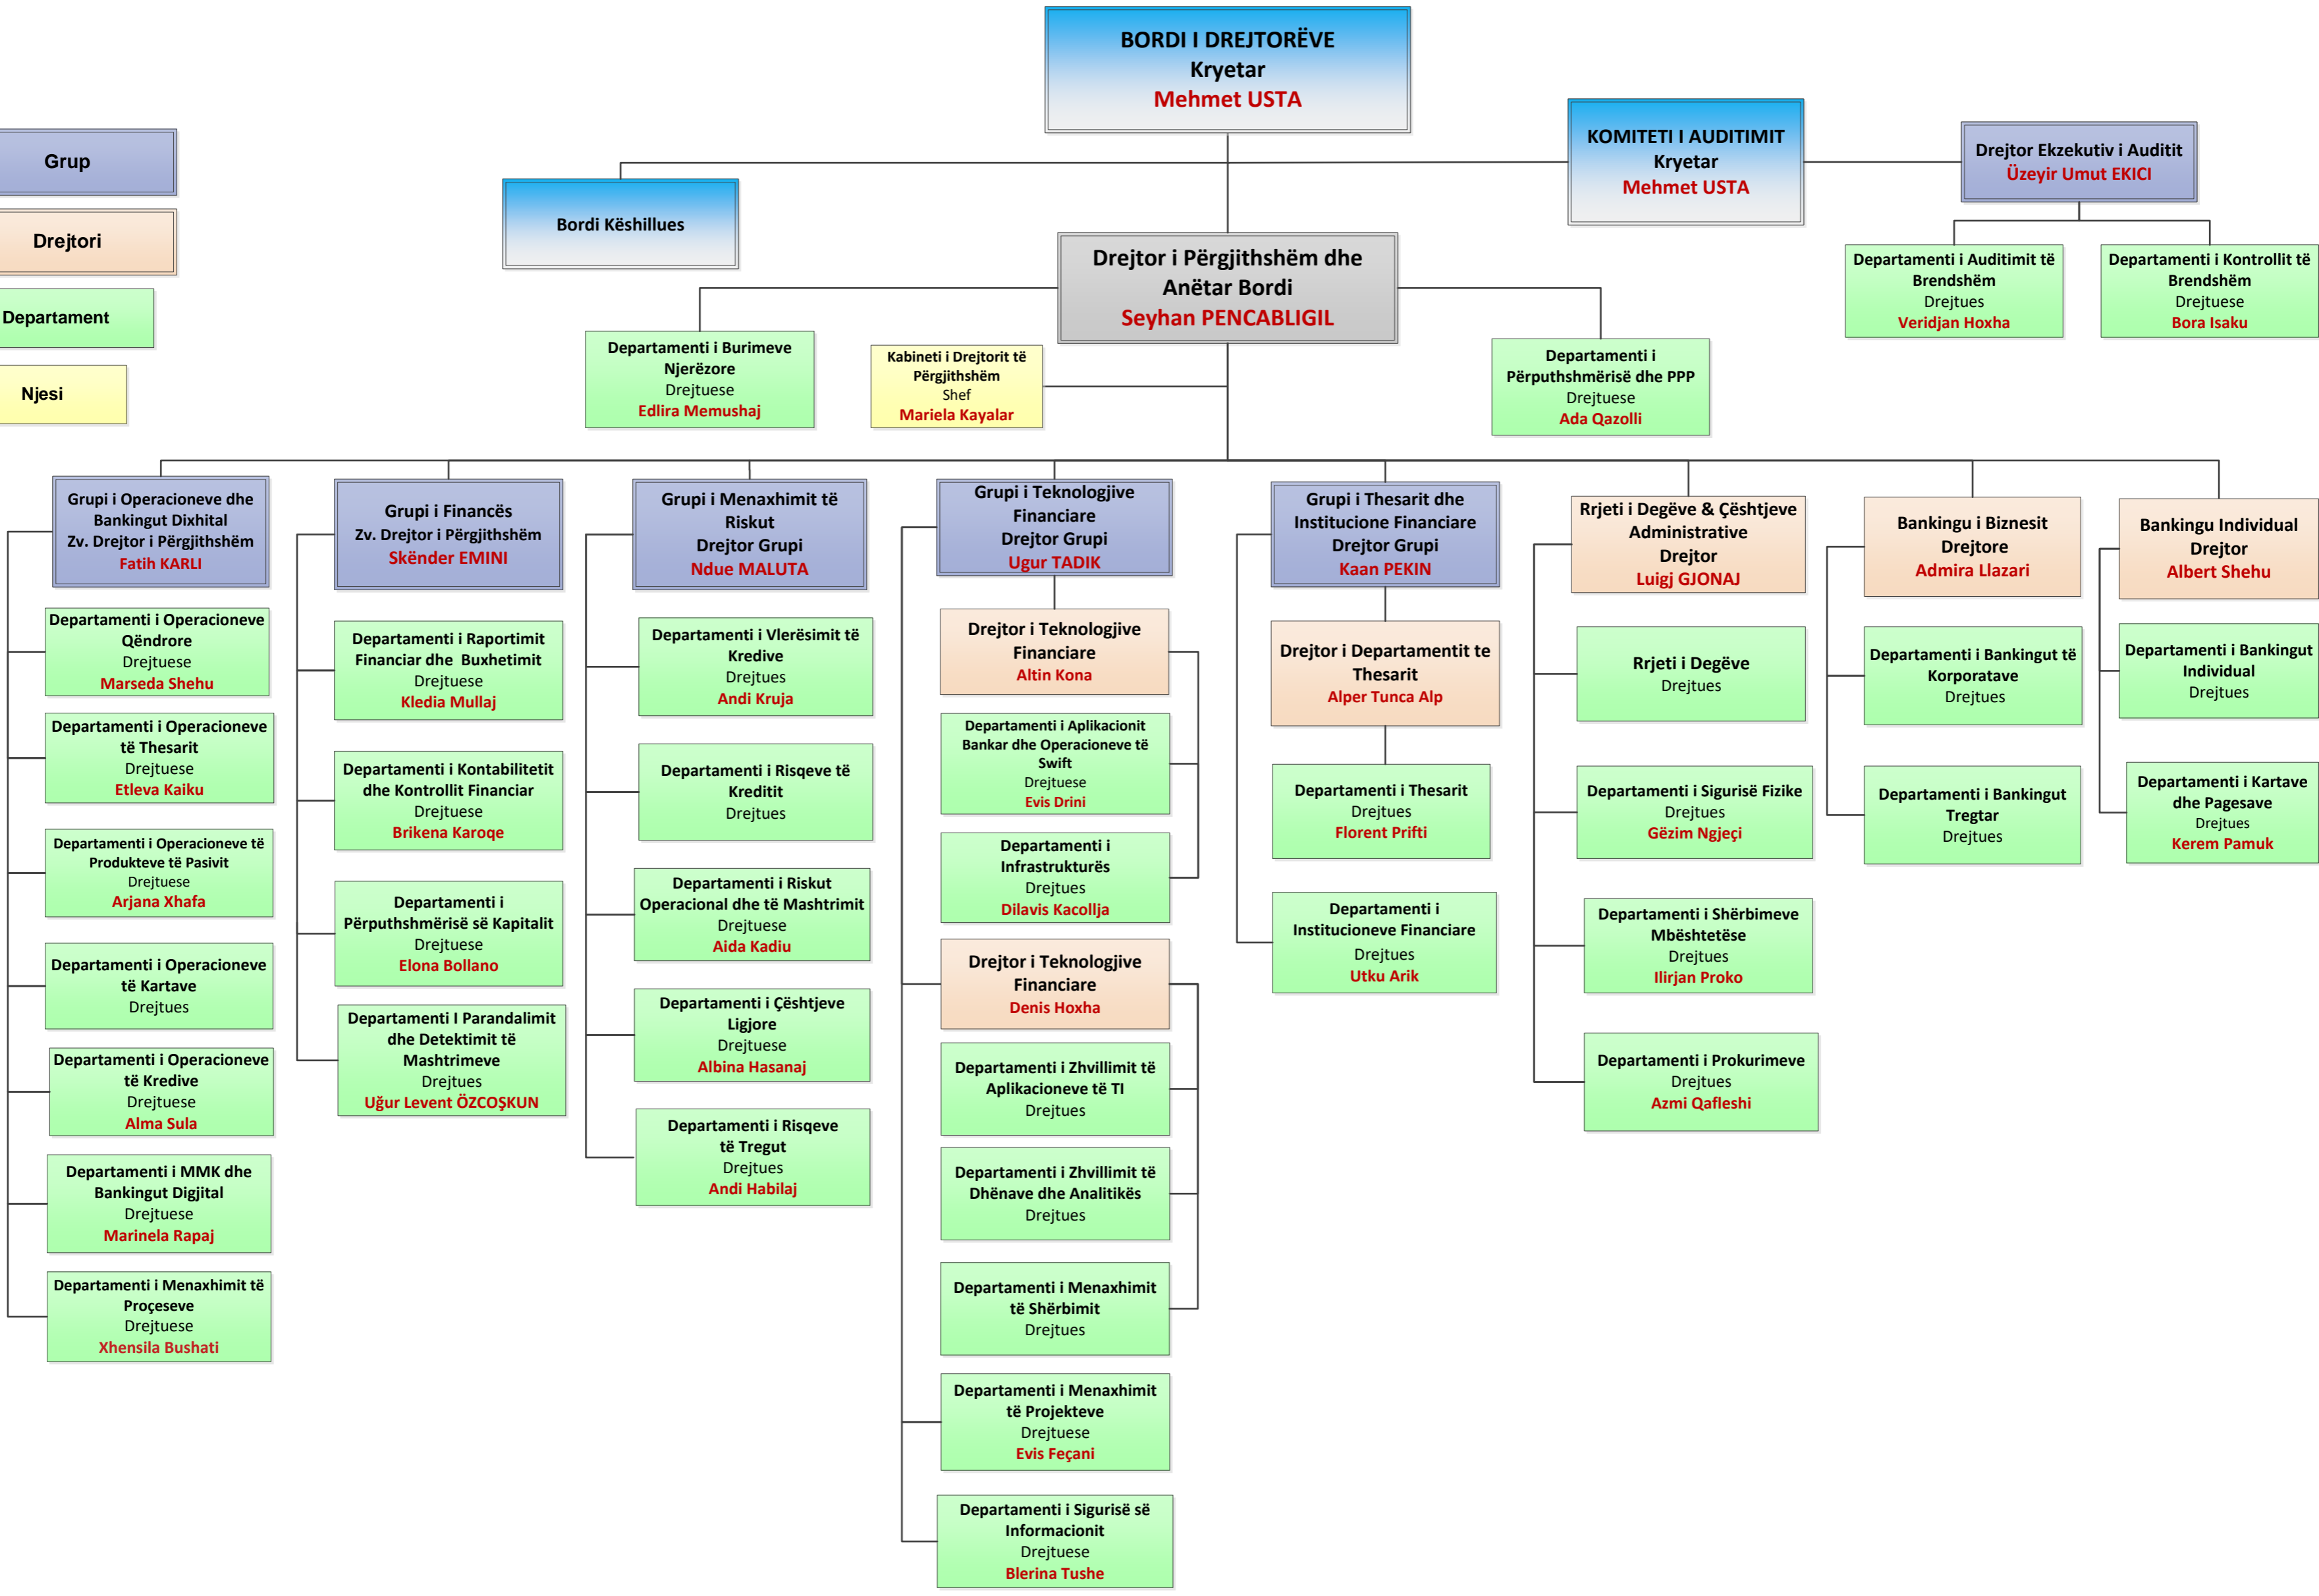 BORDI I DREJTORËVE
Kryetar
Mehmet USTA
KOMITETI I AUDITIMIT
Kryetar
Mehmet USTA
Drejtor Ekzekutiv i Auditit
Üzeyir Umut EKICI
Grup
Drejtori
Departament
Njesi
Bordi Këshillues
Drejtor i Përgjithshëm dhe
Anëtar Bordi
Seyhan PENCABLIGIL
Departamenti i Auditimit të
Brendshëm
Drejtues
Veridjan Hoxha
Departamenti i Kontrollit të
Brendshëm
Drejtuese
Bora Isaku
Departamenti i Burimeve
Njerëzore
Drejtuese
Edlira Memushaj
Kabineti i Drejtorit të
Përgjithshëm
Shef
Mariela Kayalar
Departamenti i
Përputhshmërisë dhe PPP
Drejtuese
Ada Qazolli
Grupi i Operacioneve dhe
Bankingut Dixhital
Zv. Drejtor i Përgjithshëm
Fatih KARLI
Departamenti i Operacioneve
Qëndrore
Drejtuese
Marseda Shehu
Departamenti i Operacioneve
të Thesarit
Drejtuese
Etleva Kaiku
Departamenti i Operacioneve të
Produkteve të Pasivit
Drejtuese
Arjana Xhafa
Departamenti i Operacioneve
të Kartave
Drejtues
Departamenti i Operacioneve
të Kredive
Drejtuese
Alma Sula
Departamenti i MMK dhe
Bankingut Digjital
Drejtuese
Marinela Rapaj
Departamenti i Menaxhimit të
Proçeseve
Drejtuese
Xhensila Bushati
Grupi i Financës
Zv. Drejtor i Përgjithshëm
Skënder EMINI
Departamenti i Raportimit
Financiar dhe Buxhetimit
Drejtuese
Kledia Mullaj
Departamenti i Kontabilitetit
dhe Kontrollit Financiar
Drejtuese
Brikena Karoqe
Departamenti i
Përputhshmërisë së Kapitalit
Drejtuese
Elona Bollano
Departamenti I Parandalimit
dhe Detektimit të
Mashtrimeve
Drejtues
Uğur Levent ÖZCOŞKUN
Grupi i Menaxhimit të
Riskut
Drejtor Grupi
Ndue MALUTA
Departamenti i Vlerësimit të
Kredive
Drejtues
Andi Kruja
Departamenti i Risqeve të
Kreditit
Drejtues
Departamenti i Riskut
Operacional dhe të Mashtrimit
Drejtuese
Aida Kadiu
Departamenti i Çështjeve
Ligjore
Drejtuese
Albina Hasanaj
Departamenti i Risqeve
të Tregut
Drejtues
Andi Habilaj
Grupi i Teknologjive
Financiare
Drejtor Grupi
Ugur TADIK
Drejtor i Teknologjive
Financiare
Altin Kona
Departamenti i Aplikacionit
Bankar dhe Operacioneve të
Swift
Drejtuese
Evis Drini
Departamenti i
Infrastrukturës
Drejtues
Dilavis Kacollja
Drejtor i Teknologjive
Financiare
Denis Hoxha
Departamenti i Zhvillimit të
Aplikacioneve të TI
Drejtues
Departamenti i Zhvillimit të
Dhënave dhe Analitikës
Drejtues
Departamenti i Menaxhimit
të Shërbimit
Drejtues
Departamenti i Menaxhimit
të Projekteve
Drejtuese
Evis Feçani
Departamenti i Sigurisë së
Informacionit
Drejtuese
Blerina Tushe
Grupi i Thesarit dhe
Institucione Financiare
Drejtor Grupi
Kaan PEKIN
Drejtor i Departamentit te
Thesarit
Alper Tunca Alp
Departamenti i Thesarit
Drejtues
Florent Prifti
Departamenti i
Institucioneve Financiare
Drejtues
Utku Arik
Rrjeti i Degëve & Çështjeve
Administrative
Drejtor
Luigj GJONAJ
Rrjeti i Degëve
Drejtues
Departamenti i Sigurisë Fizike
Drejtues
Gëzim Ngjeçi
Departamenti i Shërbimeve
Mbështetëse
Drejtues
Ilirjan Proko
Departamenti i Prokurimeve
Drejtues
Azmi Qafleshi
Bankingu i Biznesit
Drejtore
Admira Llazari
Departamenti i Bankingut të
Korporatave
Drejtues
Departamenti i Bankingut
Tregtar
Drejtues
Bankingu Individual
Drejtor
Albert Shehu
Departamenti i Bankingut
Individual
Drejtues
Departamenti i Kartave
dhe Pagesave
Drejtues
Kerem Pamuk